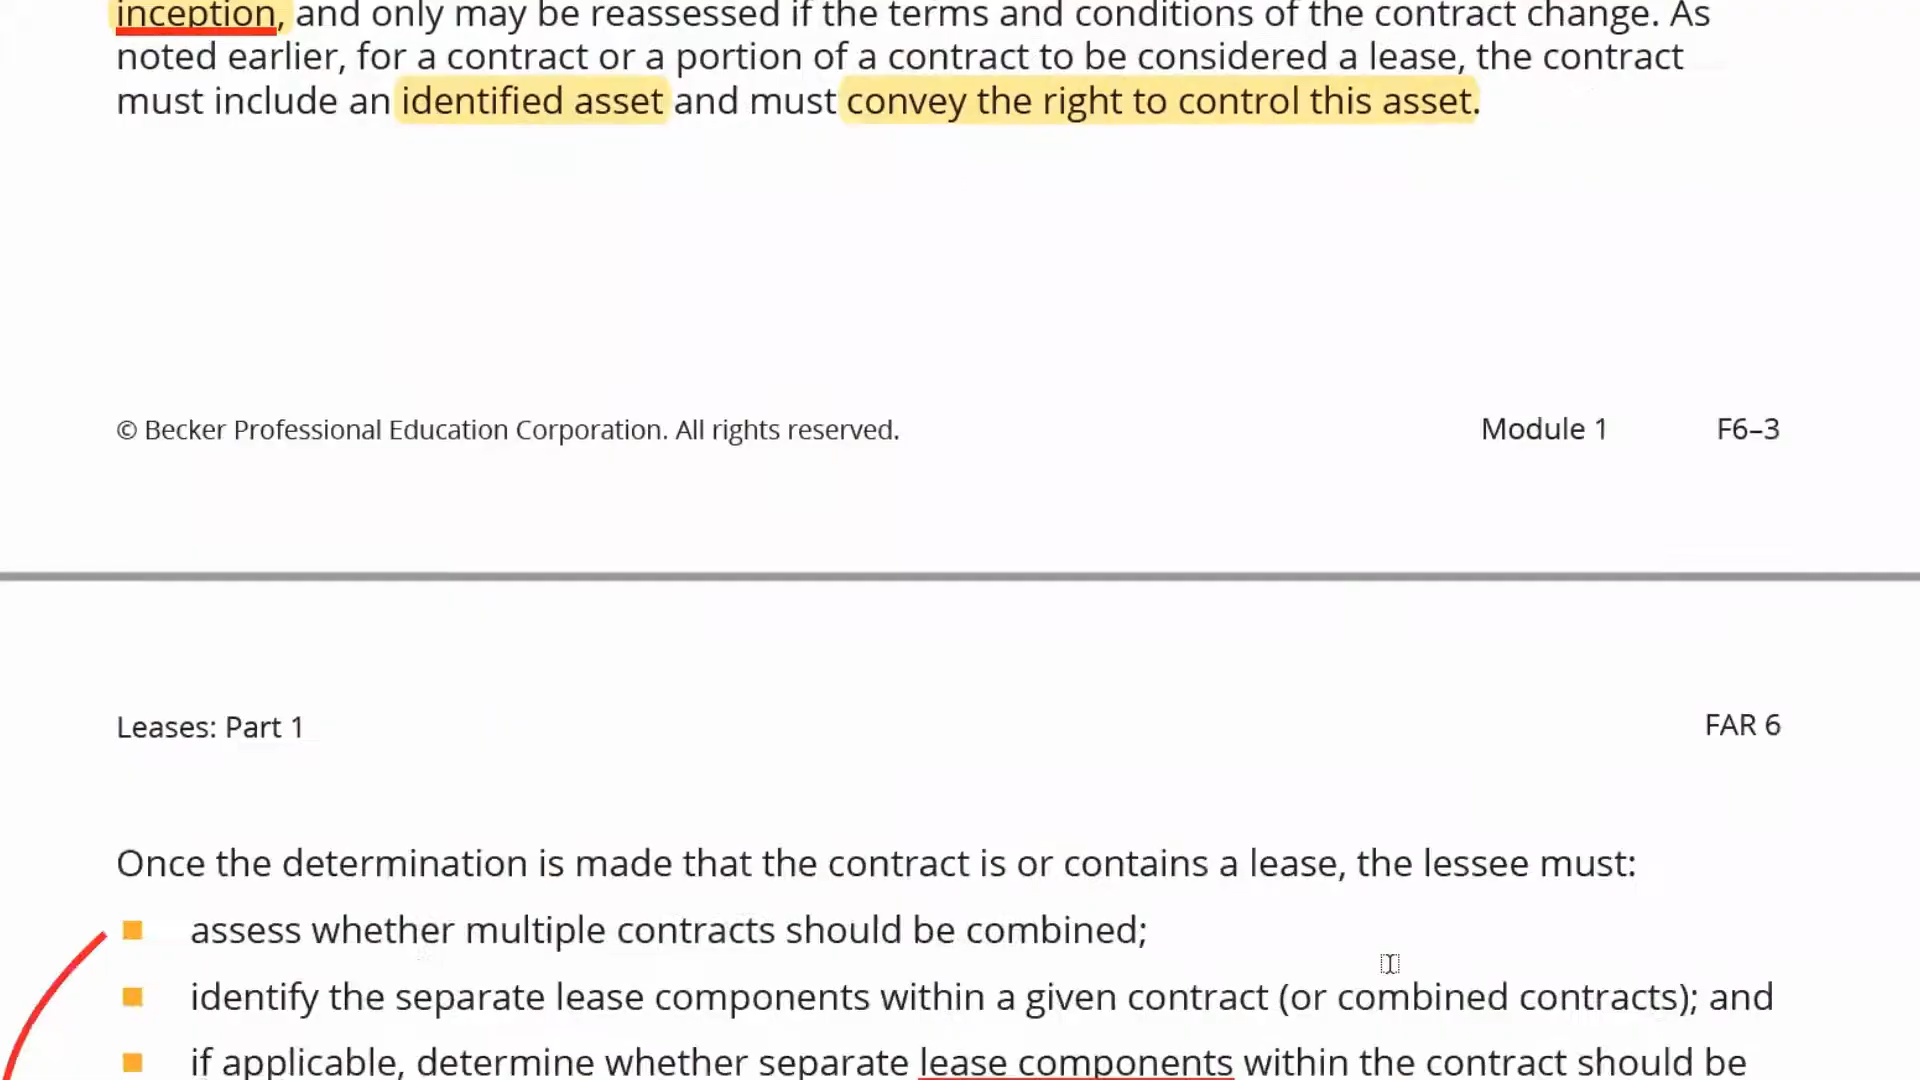 inception, and only may be reassessed if the terms and conditions of the contract change. As
noted earlier, for a contract or a portion of a contract to be considered a lease, the contract
must include an identified asset and must convey the right to control this asset.
© Becker Professional Education Corporation. All rights reserved. Module 1 F6–3
Leases: Part 1 FAR 6
Once the determination is made that the contract is or contains a lease, the lessee must:
■ assess whether multiple contracts should be combined;
■ identify the separate lease components within a given contract (or combined contracts); and
■ if applicable, determine whether separate lease components within the contract should be